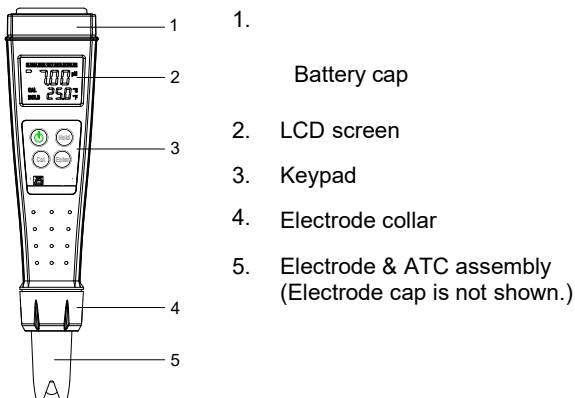 1
2
3
4
5
7.00 pH
CAL
HOLD 25.0 °C °F
Hold
Cal Enter
1.
Battery cap
2. LCD screen
3. Keypad
4. Electrode collar
5. Electrode & ATC assembly
(Electrode cap is not shown.)